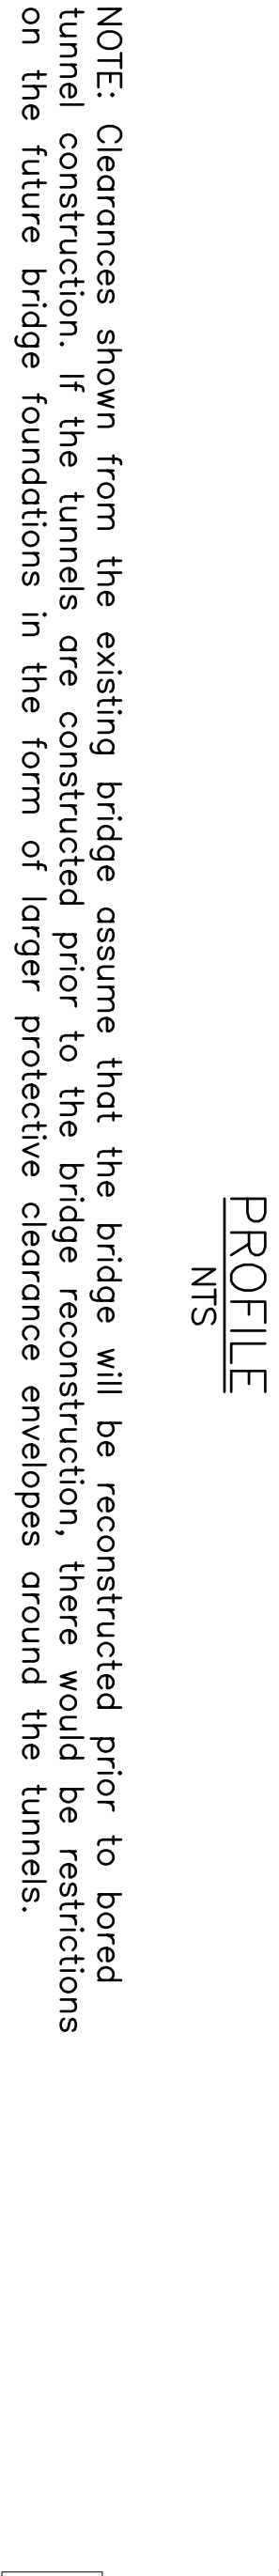 PROFILE
NTS
NOTE: Clearances shown from the existing bridge assume that the bridge will be reconstructed prior to bored
tunnel construction. If the tunnels are constructed prior to the bridge reconstruction, there would be restrictions
on the future bridge foundations in the form of larger protective clearance envelopes around the tunnels.